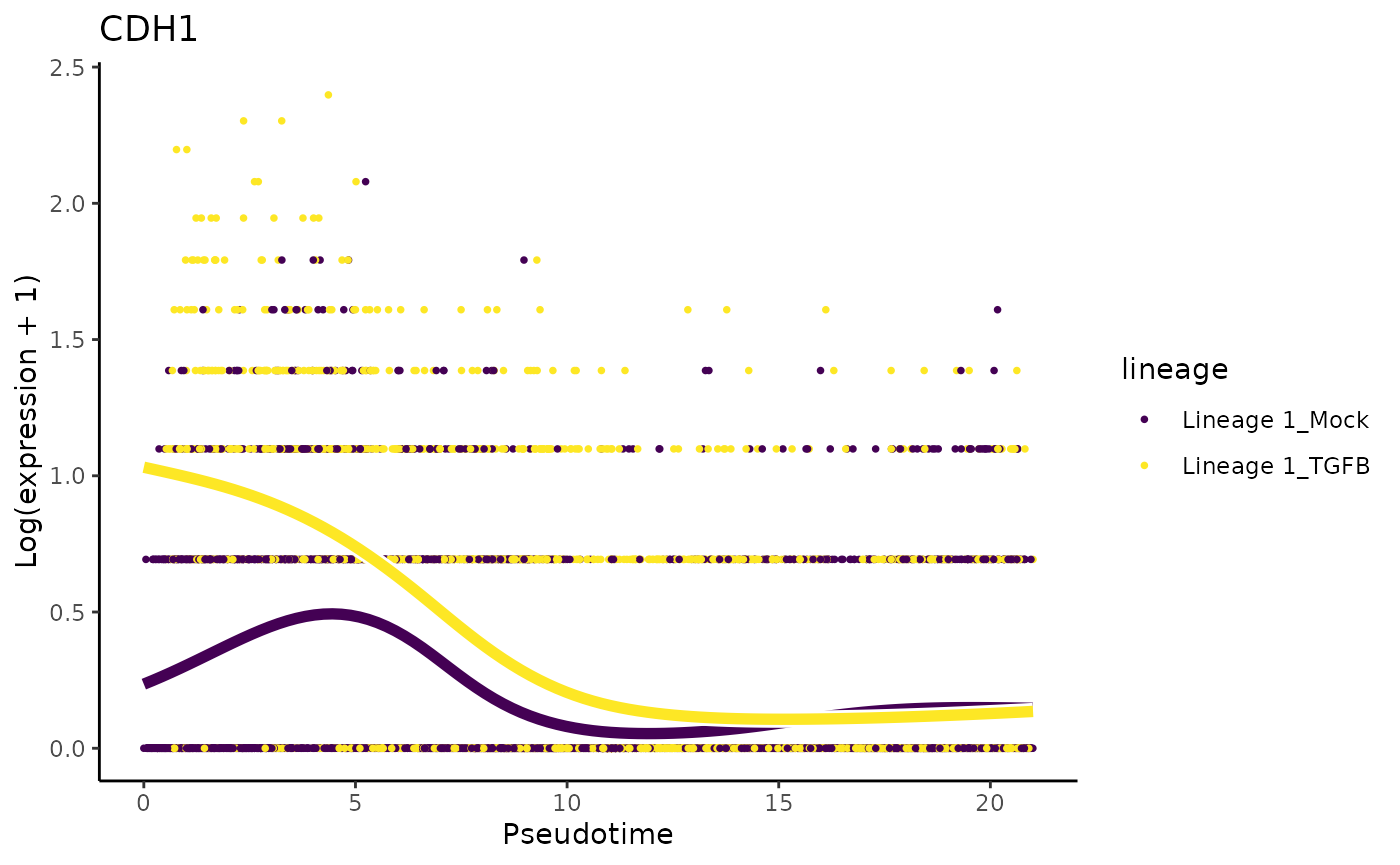 CDH1
2.5
2.0
1.5
1.0
0.5
0.0
Log(expression + 1)
0 5 10 15 20
Pseudotime
lineage
Lineage 1_Mock
Lineage 1_TGFB